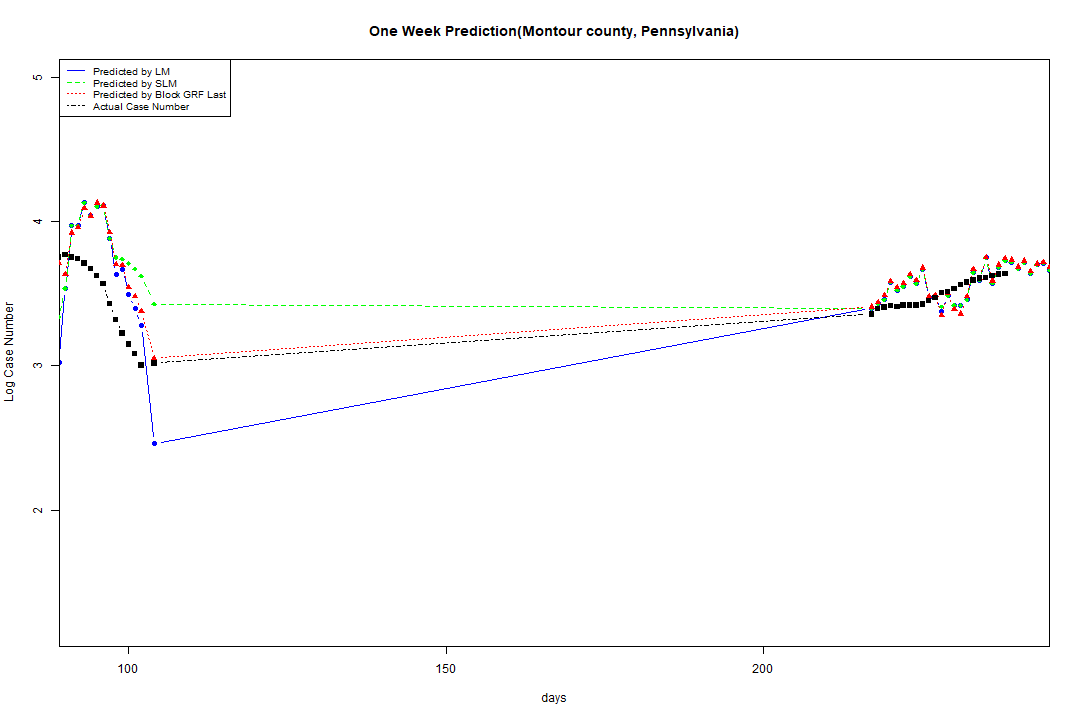 One Week Prediction(Montour county, Pennsylvania)
Predicted by LM
Predicted by SLM
Predicted by Block GRF Last
Actual Case Number
5
4
3
2
Log Case Number
100 150 200
days